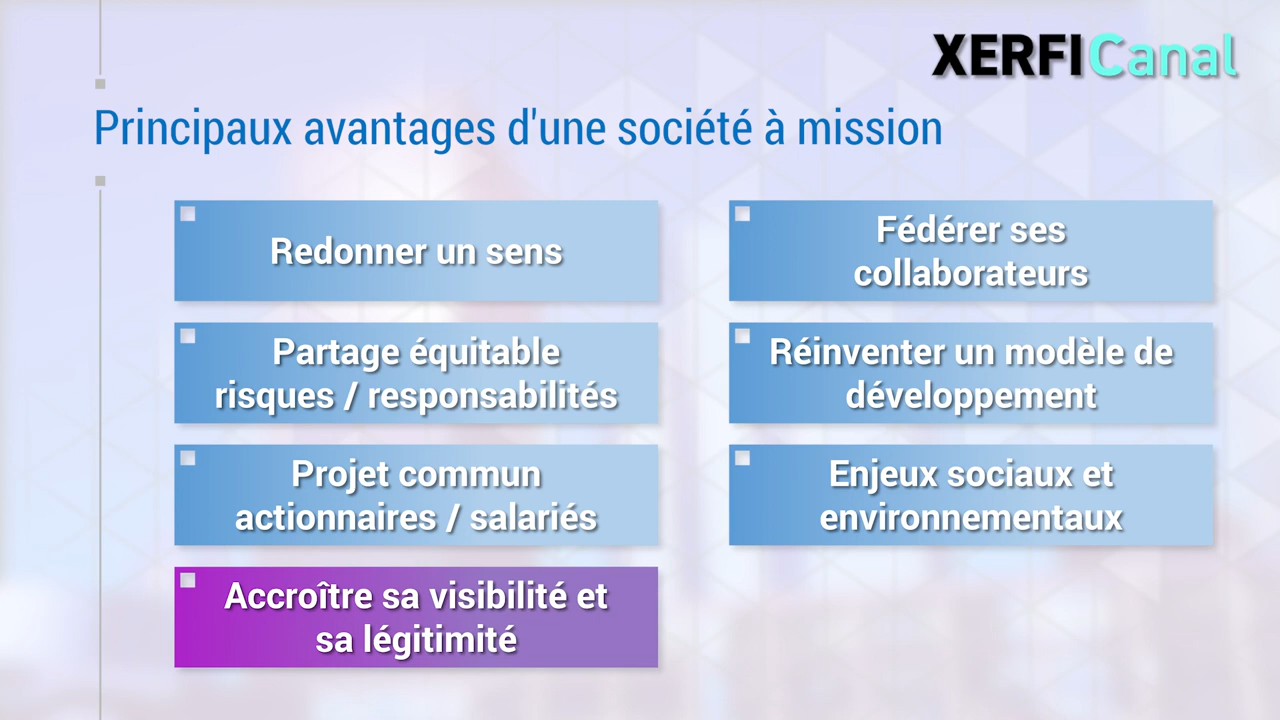 XERFICanal
Principaux avantages d'une société à mission
Redonner un sens
Fédérer ses
collaborateurs
Partage équitable
risques / responsabilités
Réinventer un modèle de
développement
Projet commun
actionnaires / salariés
Enjeux sociaux et
environnementaux
Accroître sa visibilité et
sa légitimité